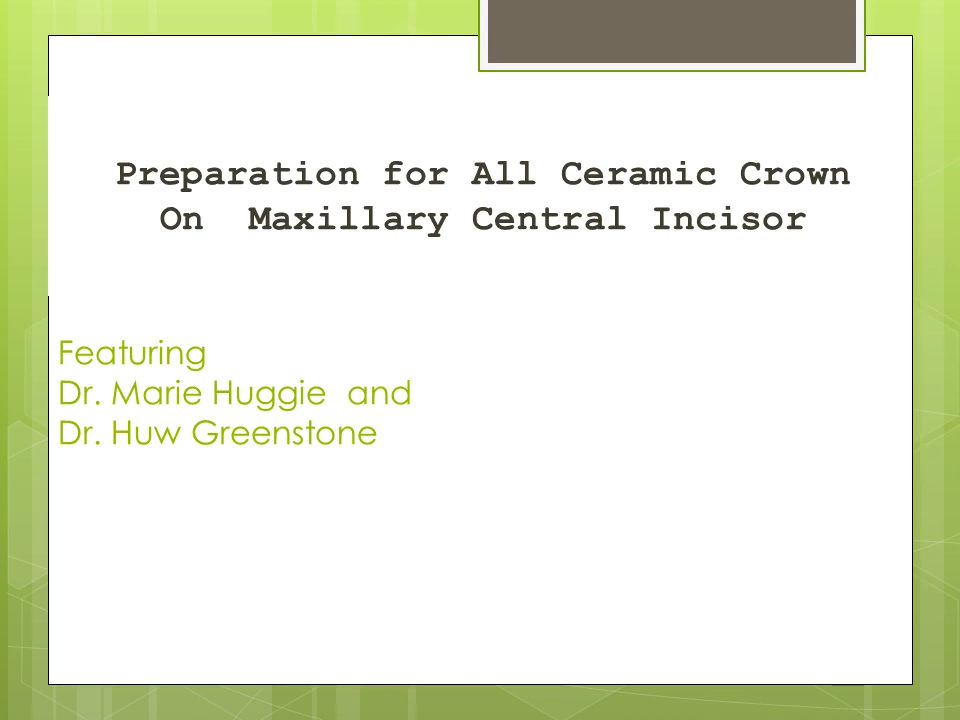 Preparation for All Ceramic Crown
On  Maxillary Central Incisor
Featuring
Dr. Marie Huggie  and
Dr. Huw Greenstone